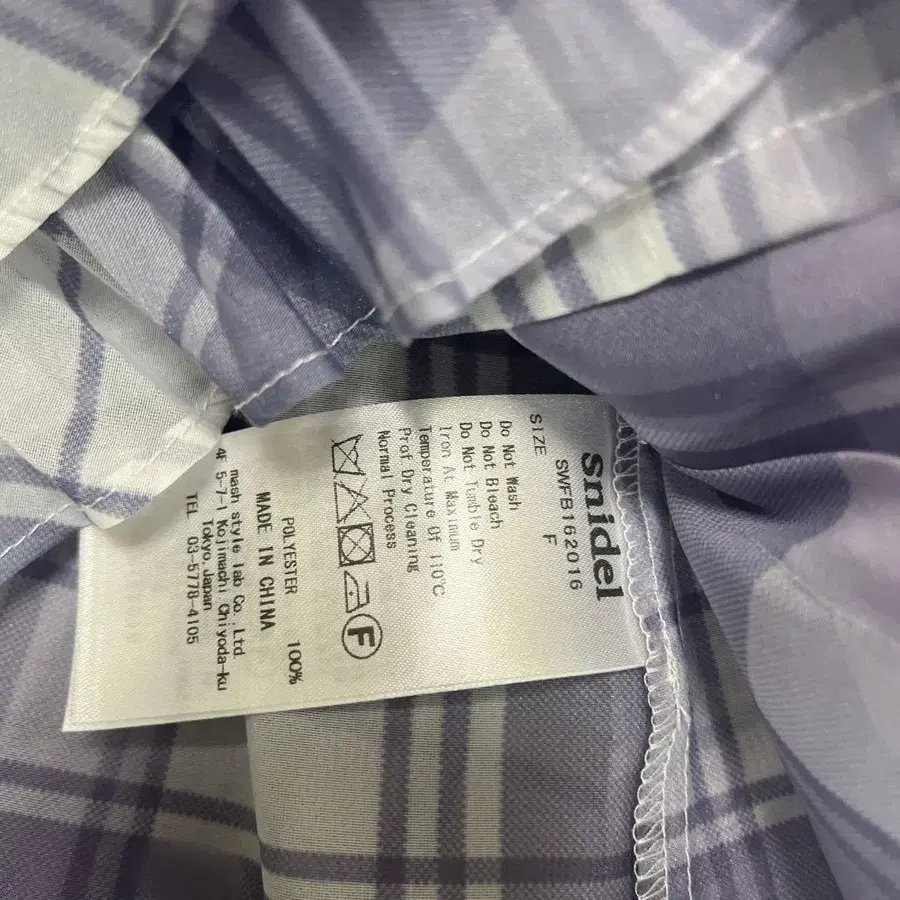 snidel
SWFB162016
SIZE F
Do Not Wash
Do Not Bleach
Do Not Tumble Dry
Iron At Maximum
Temperature Of 110℃
Prof Dry Cleaning
Normal Process
F
POLYESTER 100%
MADE IN CHINA
mash style lab Co.,Ltd.
4F 5-7-1 Kojimachi Chiyoda-ku
Tokyo,Japan
TEL 03-5778-4105